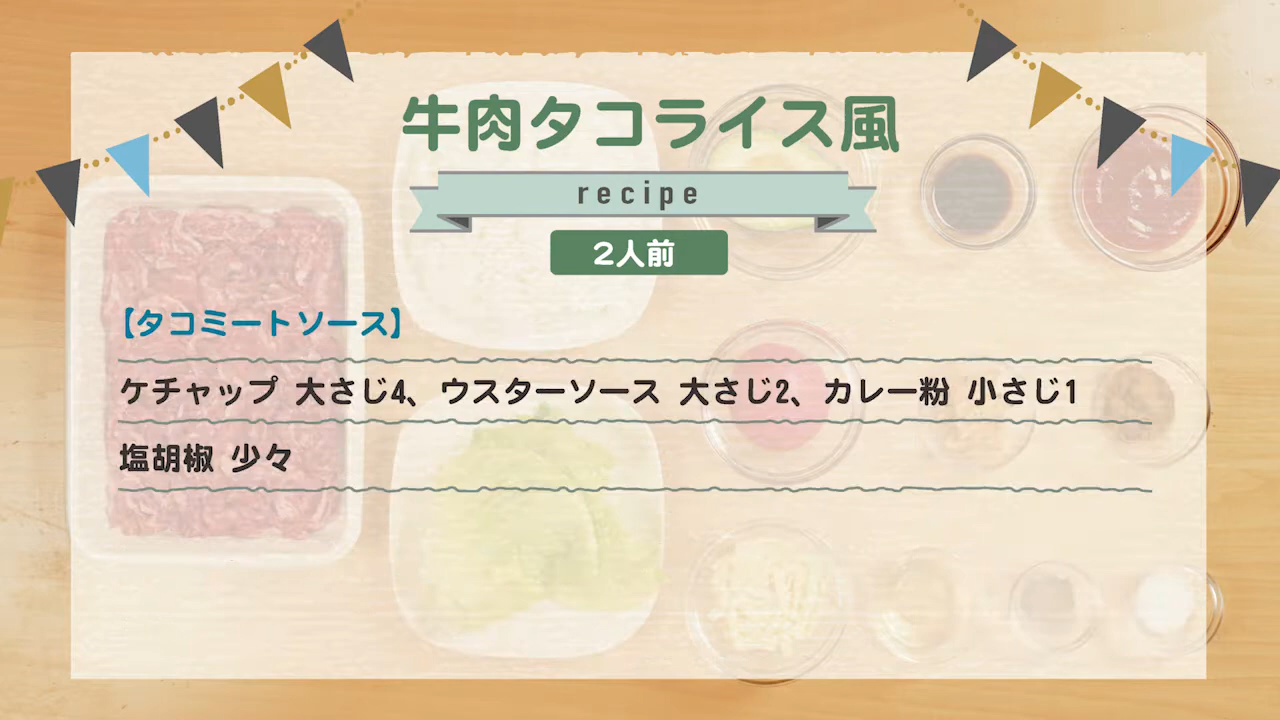 牛肉タコライス風
recipe
2人前
【タコミートソース】
ケチャップ 大さじ4、ウスターソース 大さじ2、カレー粉 小さじ1
塩胡椒 少々